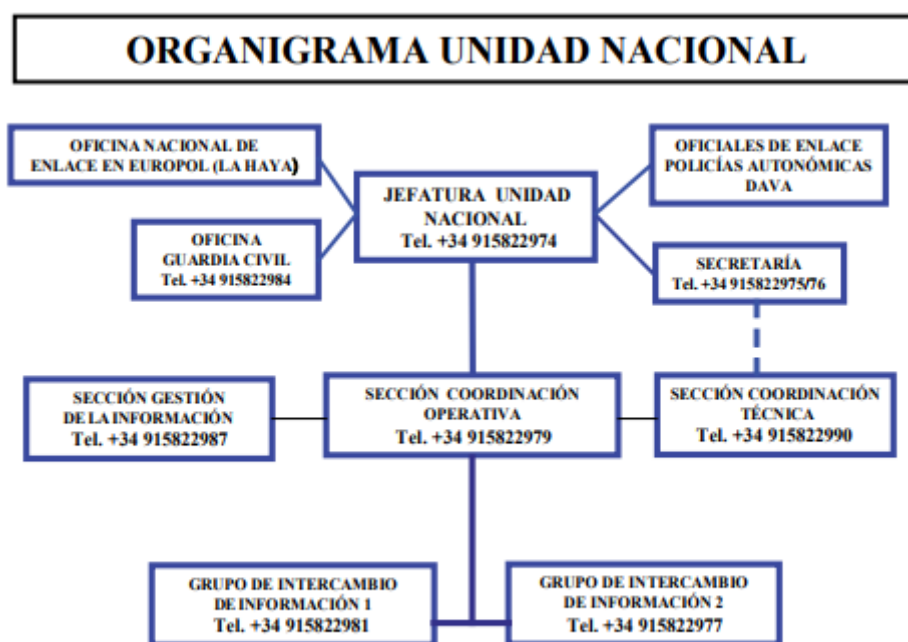 ORGANIGRAMA UNIDAD NACIONAL
OFICINA NACIONAL DE
ENLACE EN EUROPOL (LA HAYA)
OFICIALES DE ENLACE
POLICÍAS AUTONÓMICAS
DAVA
JEFATURA UNIDAD
NACIONAL
Tel. +34 915822974
OFICINA
GUARDIA CIVIL
Tel. +34 915822984
SECRETARÍA
Tel. +34 915822975/76
SECCIÓN GESTIÓN
DE LA INFORMACIÓN
Tel. +34 915822987
SECCIÓN COORDINACIÓN
OPERATIVA
Tel. +34 915822979
SECCIÓN COORDINACIÓN
TÉCNICA
Tel. +34 915822990
GRUPO DE INTERCAMBIO
DE INFORMACIÓN 1
Tel. +34 915822981
GRUPO DE INTERCAMBIO
DE INFORMACIÓN 2
Tel. +34 915822977